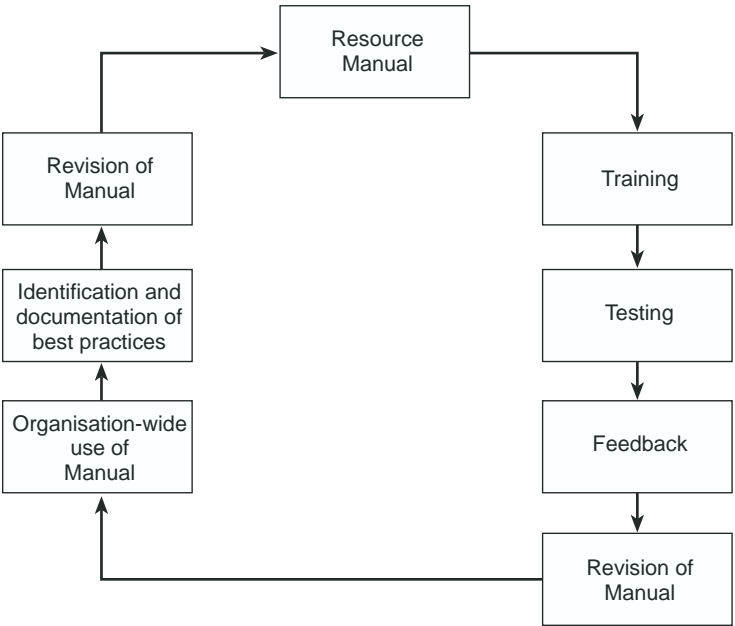 Resource
Manual
Training
Testing
Feedback
Revision of
Manual
Organisation-wide
use of
Manual
Identification and
documentation of
best practices
Revision of
Manual